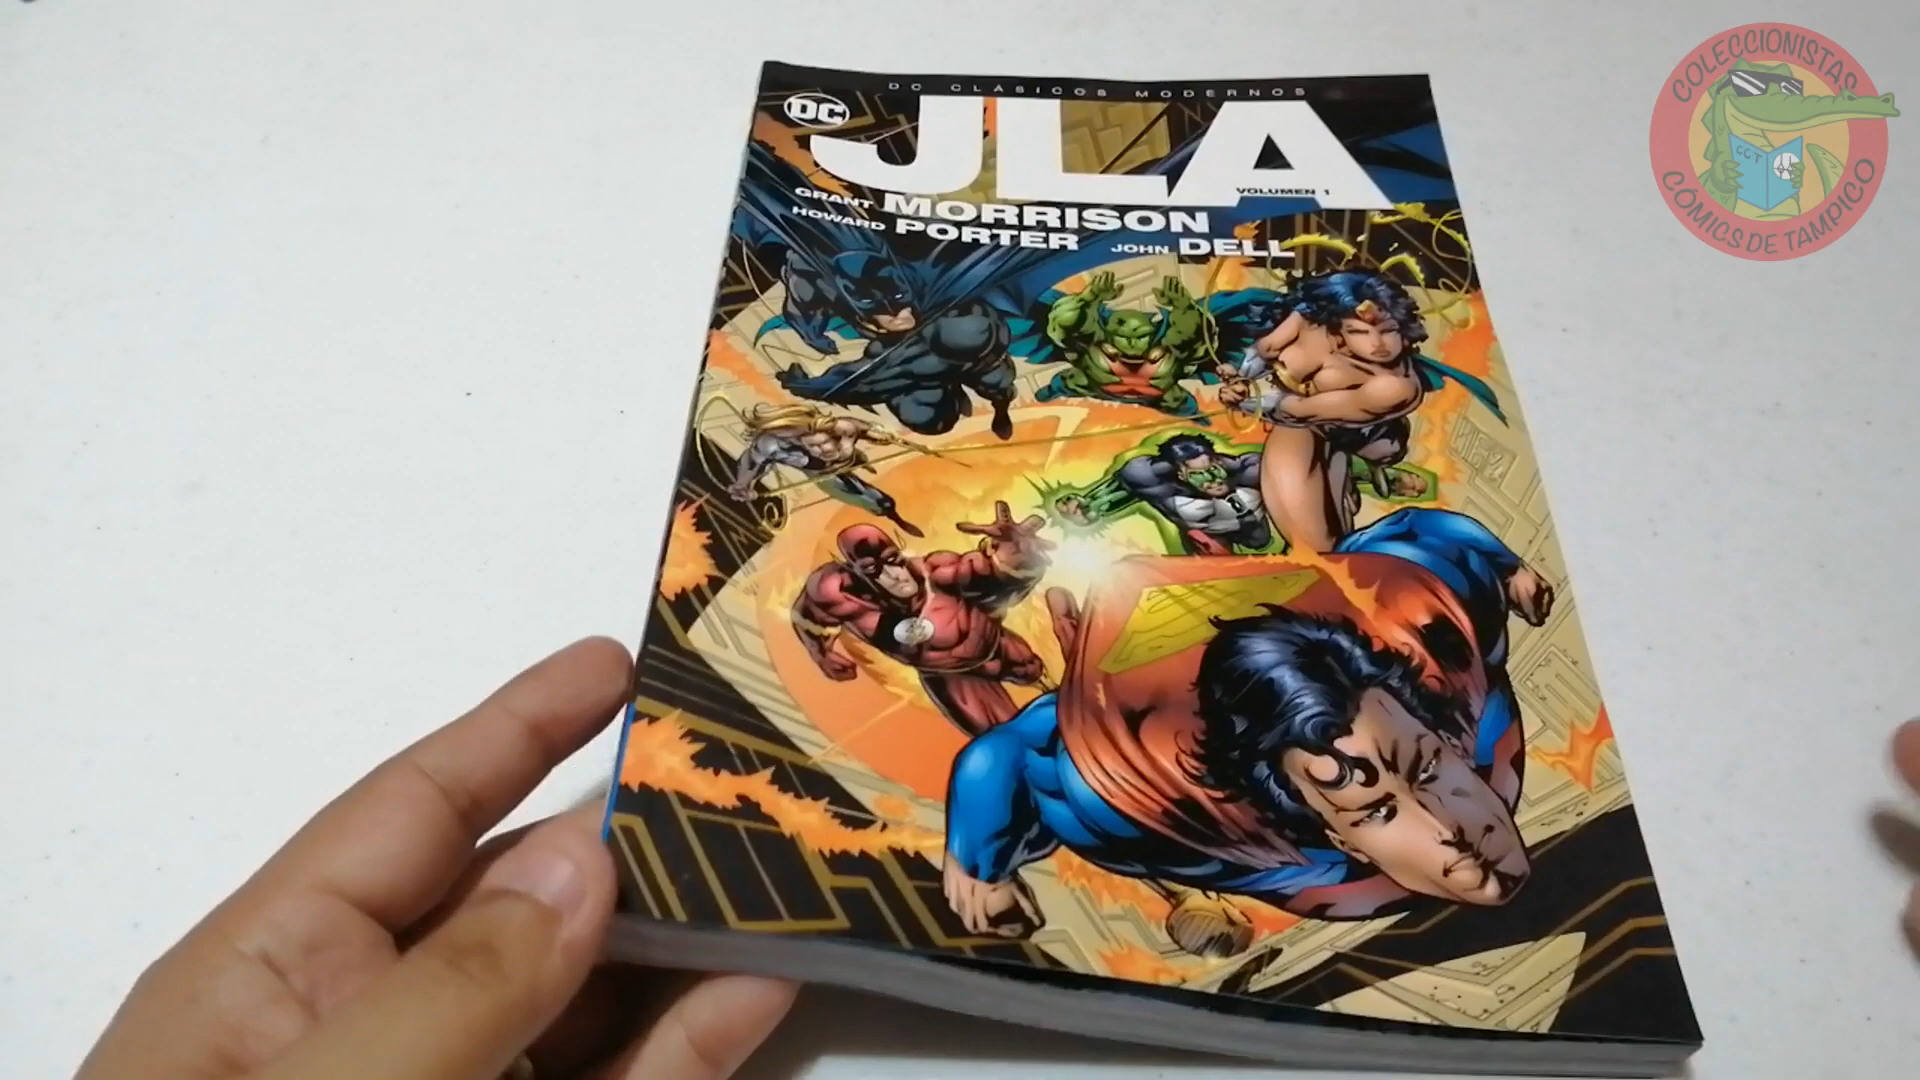 DC CLÁSICOS MODERNOS
DC
JLA
VOLUMEN 1
GRANT MORRISON
HOWARD PORTER JOHN DELL
COLECCIONISTAS
CCT
CÓMICS DE TAMPICO